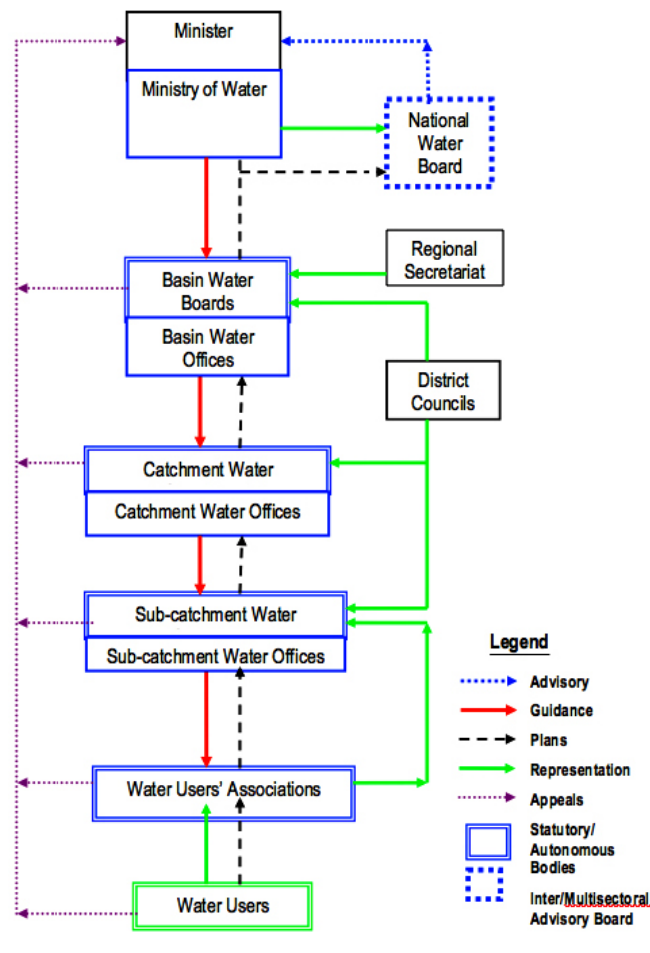 Minister
Ministry of Water
National
Water
Board
Regional
Secretariat
Basin Water
Boards
Basin Water
Offices
District
Councils
Catchment Water
Catchment Water Offices
Sub-catchment Water
Sub-catchment Water Offices
Water Users' Associations
Water Users
Legend
Advisory
Guidance
Plans
Representation
Appeals
Statutory/
Autonomous
Bodies
Inter/Multisectoral
Advisory Board